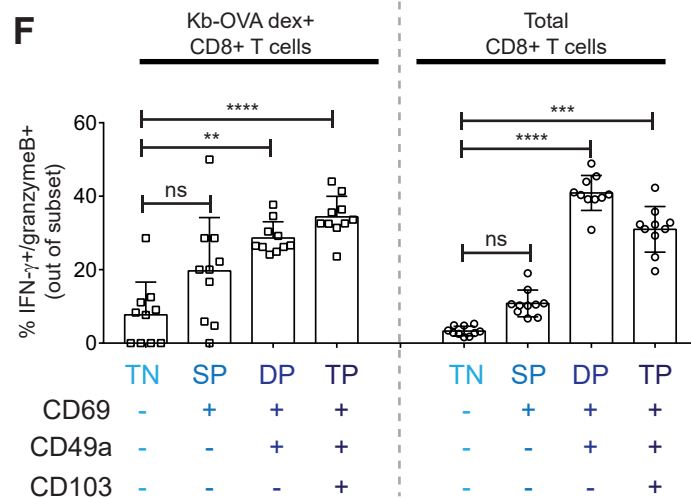 F
Kb-OVA dex+
CD8+ T cells
Total
CD8+ T cells
% IFN-γ+/granzymeB+
(out of subset)
60
40
20
0
ns
**
****
ns
****
***
TN SP DP TP TN SP DP TP
CD69 - + + + - + + +
CD49a - - + + - - + +
CD103 - - - + - - - +